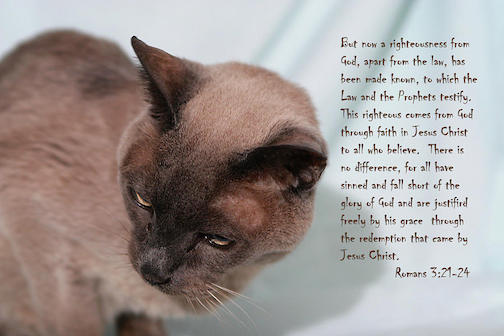 But now a righteousness from
God, apart from the law, has
been made known, to which the
Law and the Prophets testify.
This righteous comes from God
through faith in Jesus Christ
to all who believe. There is
no difference, for all have
sinned and fall short of the
glory of God and are justifird
freely by his grace through
the redemption that came by
Jesus Christ.
Romans 3:21-24